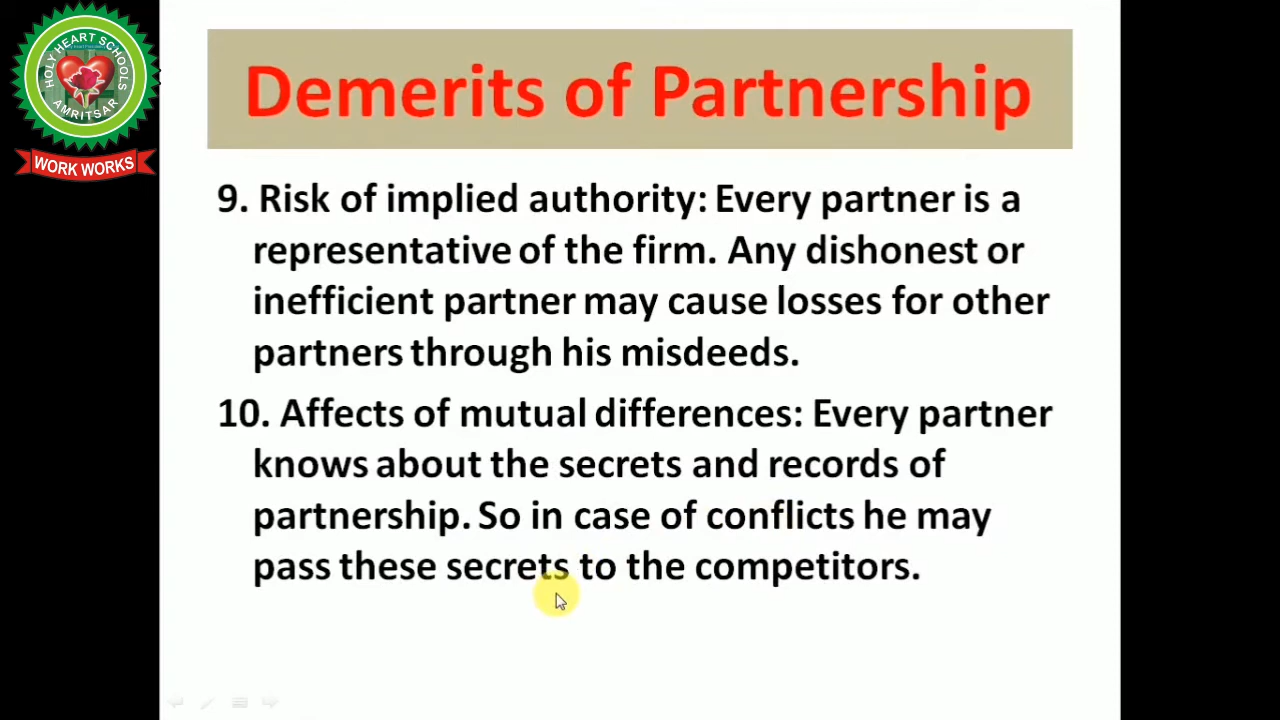 HOLY HEART SCHOOLS
AMRITSAR
WORK WORKS
Demerits of Partnership
9. Risk of implied authority: Every partner is a
representative of the firm. Any dishonest or
inefficient partner may cause losses for other
partners through his misdeeds.
10. Affects of mutual differences: Every partner
knows about the secrets and records of
partnership. So in case of conflicts he may
pass these secrets to the competitors.